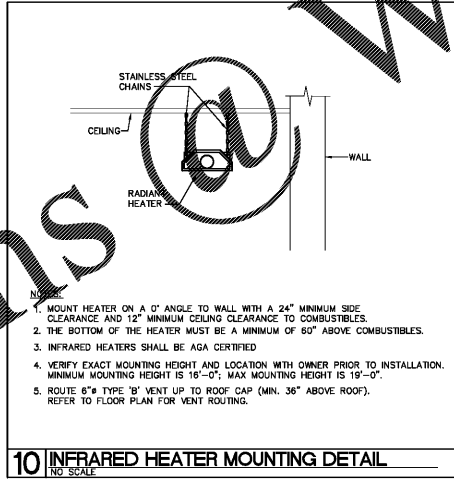 STAINLESS STEEL
CHAINS
CEILING
WALL
RADIANT
HEATER
NOTES:
1. MOUNT HEATER ON A 0° ANGLE TO WALL WITH A 24" MINIMUM SIDE
CLEARANCE AND 12" MINIMUM CEILING CLEARANCE TO COMBUSTIBLES.
2. THE BOTTOM OF THE HEATER MUST BE A MINIMUM OF 60" ABOVE COMBUSTIBLES.
3. INFRARED HEATERS SHALL BE AGA CERTIFIED
4. VERIFY EXACT MOUNTING HEIGHT AND LOCATION WITH OWNER PRIOR TO INSTALLATION.
MINIMUM MOUNTING HEIGHT IS 16'-0"; MAX MOUNTING HEIGHT IS 19'-0".
5. ROUTE 6"ø TYPE 'B' VENT UP TO ROOF CAP (MIN. 36" ABOVE ROOF).
REFER TO FLOOR PLAN FOR VENT ROUTING.
10 INFRARED HEATER MOUNTING DETAIL
NO SCALE
ns @ W